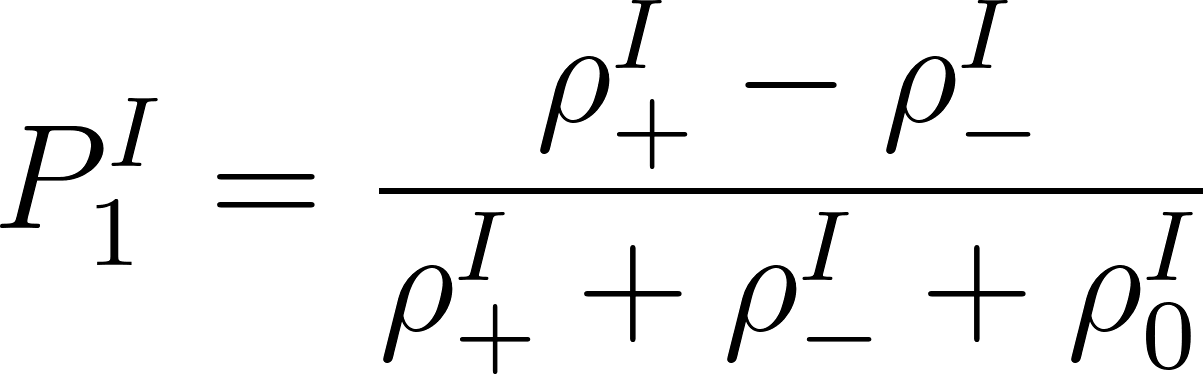 P_1^I = \frac{\rho_+^I - \rho_-^I}{\rho_+^I + \rho_-^I + \rho_0^I}